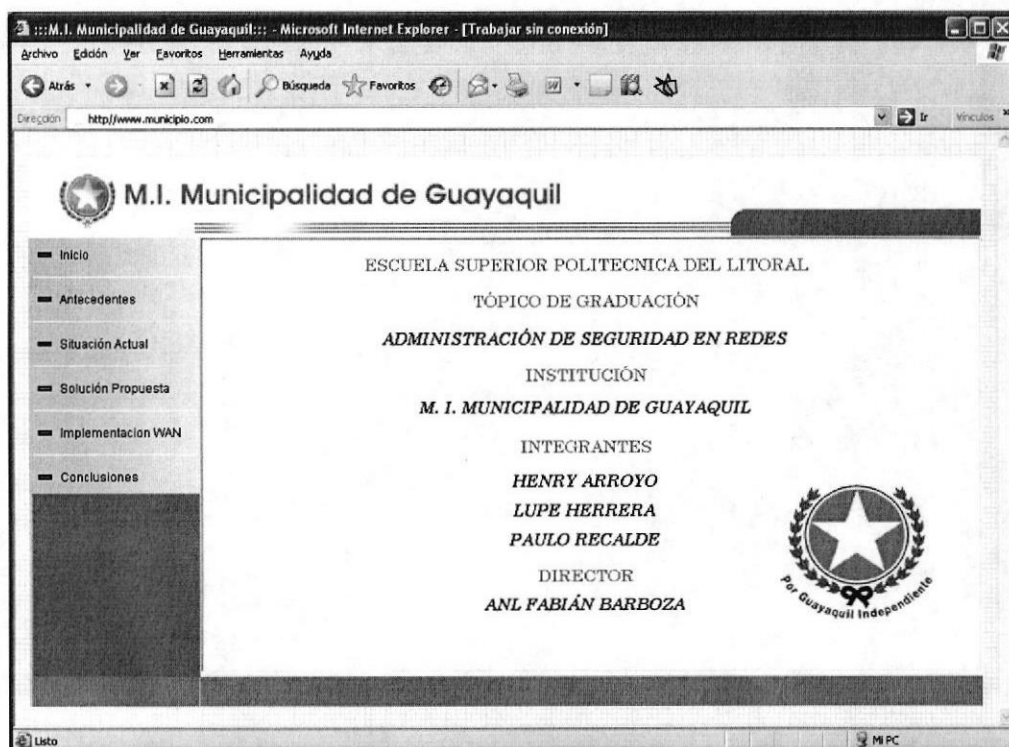 :::M.I. Municipalidad de Guayaquil::: - Microsoft Internet Explorer - [Trabajar sin conexión]
Archivo Edición Ver Favoritos Herramientas Ayuda
Atrás Búsqueda Favoritos
Dirección http//www.municipio.com Ir Vínculos »
M.I. Municipalidad de Guayaquil
Inicio
Antecedentes
Situación Actual
Solución Propuesta
Implementacion WAN
Conclusiones
ESCUELA SUPERIOR POLITECNICA DEL LITORAL
TÓPICO DE GRADUACIÓN
ADMINISTRACIÓN DE SEGURIDAD EN REDES
INSTITUCIÓN
M. I. MUNICIPALIDAD DE GUAYAQUIL
INTEGRANTES
HENRY ARROYO
LUPE HERRERA
PAULO RECALDE
DIRECTOR
ANL FABIÁN BARBOZA
Por Guayaquil Independiente
Listo Mi PC